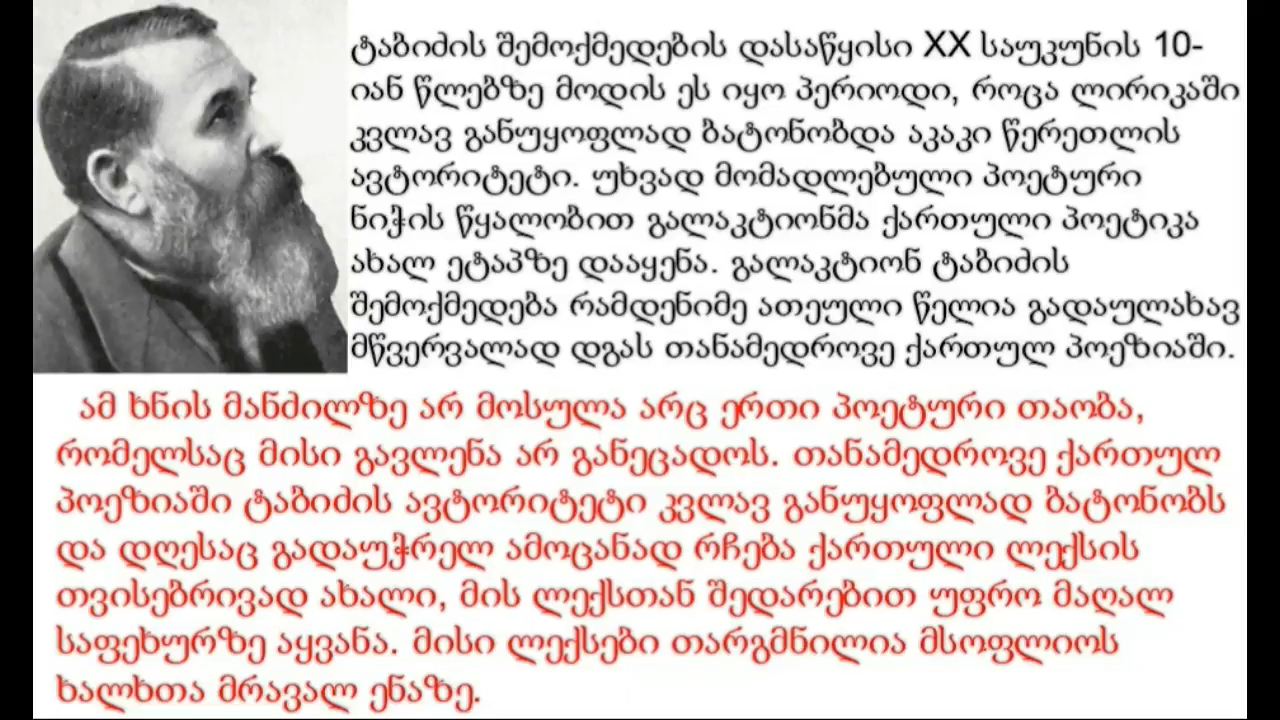 ტაბიძის შემოქმედების დასაწყისი XX საუკუნის 10-
იან წლებზე მოდის ეს იყო პერიოდი, როცა ლირიკაში
კვლავ განუყოფლად ბატონობდა აკაკი წერეთლის
ავტორიტეტი. უხვად მომადლებული პოეტური
ნიჭის წყალობით გალაკტიონმა ქართული პოეტიკა
ახალ ეტაპზე დააყენა. გალაკტიონ ტაბიძის
შემოქმედება რამდენიმე ათეული წელია გადაულახავ
მწვერვალად დგას თანამედროვე ქართულ პოეზიაში.
ამ ხნის მანძილზე არ მოსულა არც ერთი პოეტური თაობა,
რომელსაც მისი გავლენა არ განეცადოს. თანამედროვე ქართულ
პოეზიაში ტაბიძის ავტორიტეტი კვლავ განუყოფლად ბატონობს
და დღესაც გადაუჭრელ ამოცანად რჩება ქართული ლექსის
თვისებრივად ახალი, მის ლექსთან შედარებით უფრო მაღალ
საფეხურზე აყვანა. მისი ლექსები თარგმნილია მსოფლიოს
ხალხთა მრავალ ენაზე.